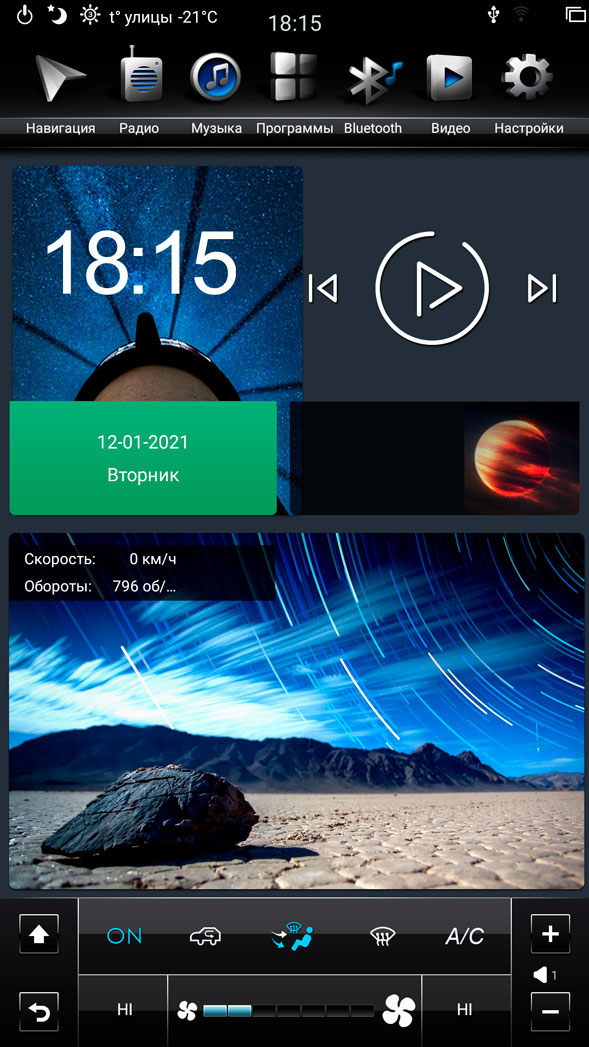 3 t° улицы -21°C
18:15
Навигация Радио Музыка Программы Bluetooth Видео Настройки
18:15
12-01-2021
Вторник
Скорость: 0 км/ч
Обороты: 796 об/...
ON A/C
1
HI HI